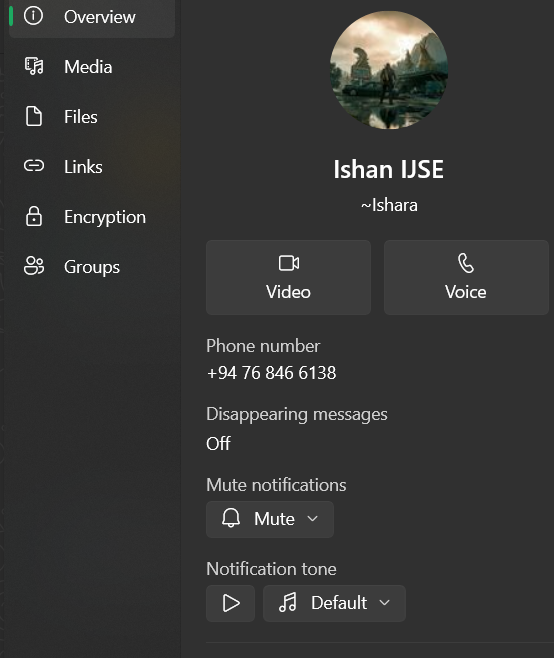 Overview
Media
Files
Links
Encryption
Groups
Ishan IJSE
~Ishara
Video
Voice
Phone number
+94 76 846 6138
Disappearing messages
Off
Mute notifications
Mute
Notification tone
Default